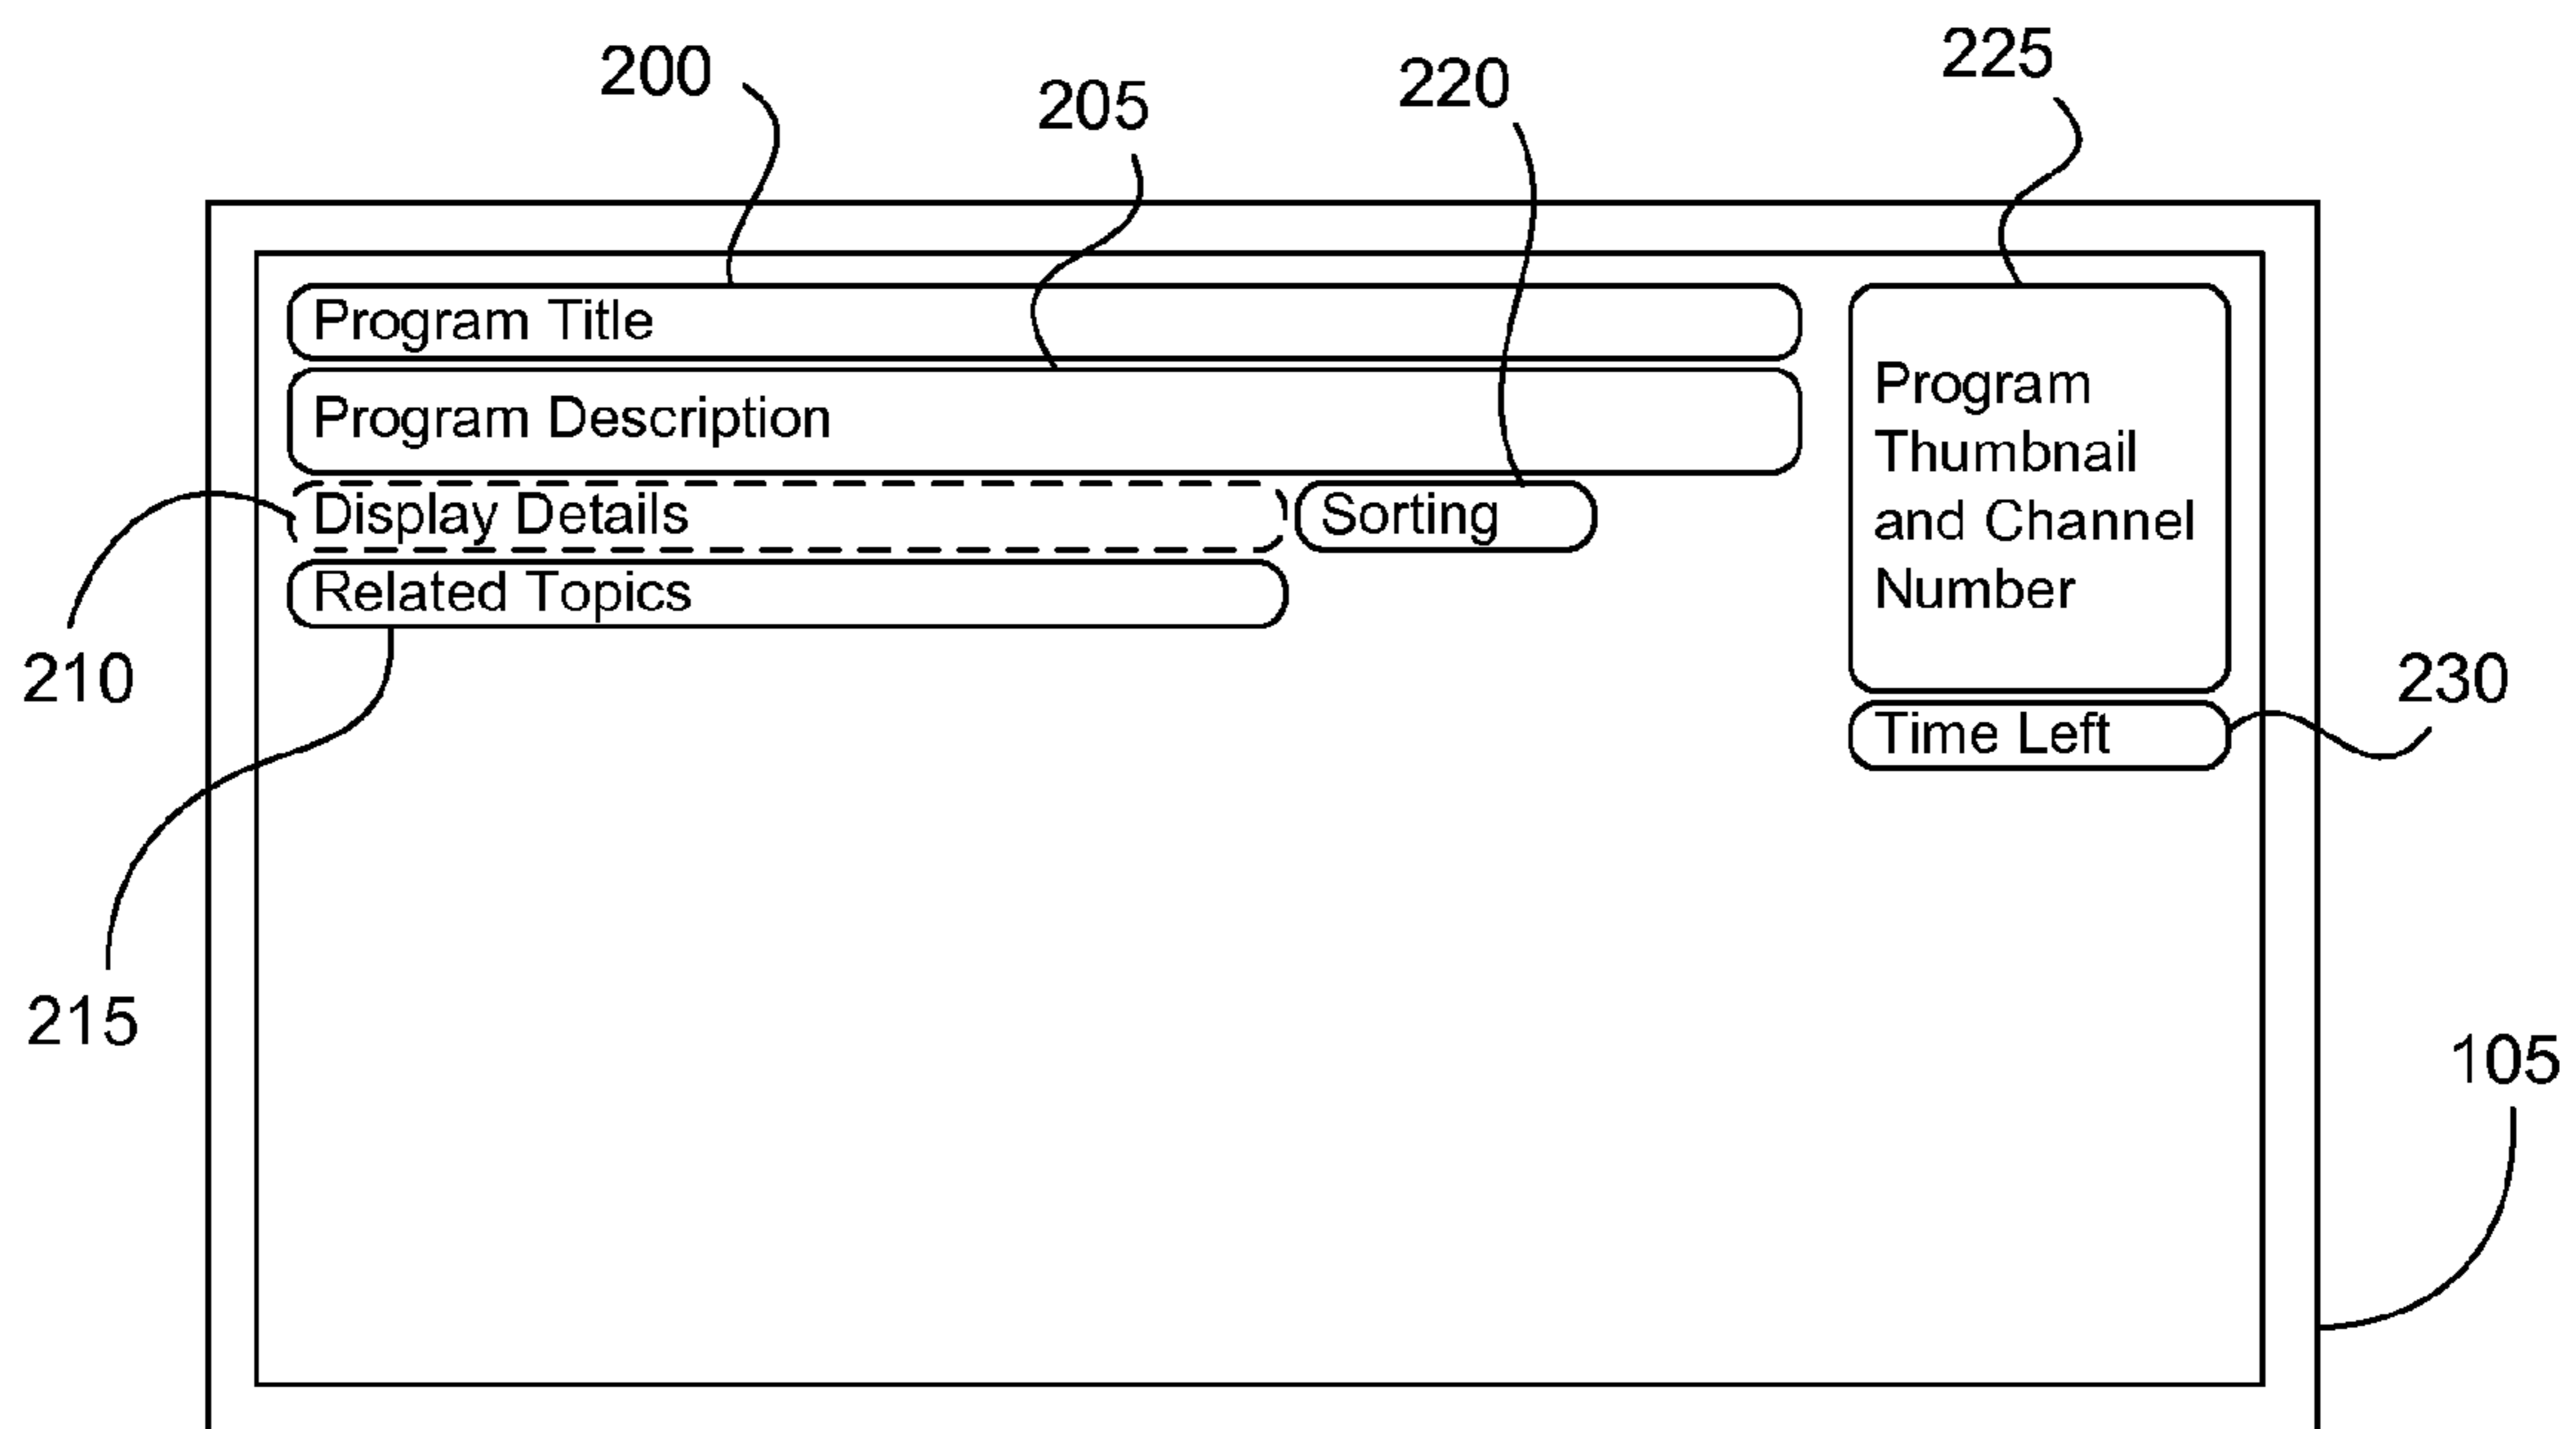 200
205
220
225
Program Title
Program Description
Display Details
Sorting
Related Topics
Program
Thumbnail
and Channel
Number
Time Left
210
230
215
105